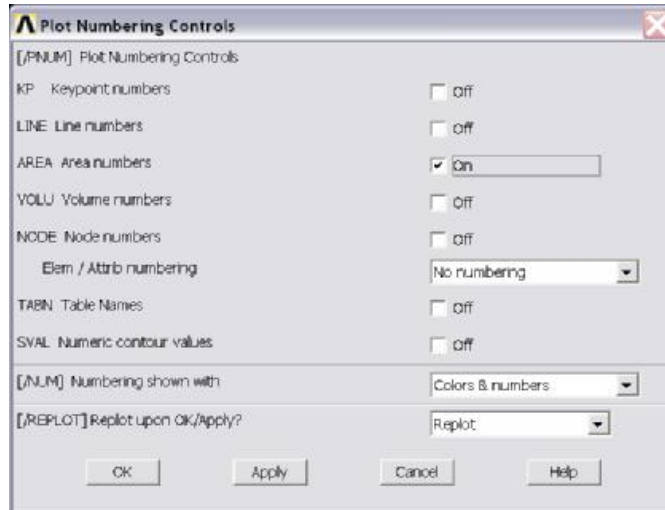 Plot Numbering Controls
[/PNUM] Plot Numbering Controls
KP Keypoint numbers Off
LINE Line numbers Off
AREA Area numbers On
VOLU Volume numbers Off
NODE Node numbers Off
Elem / Attrib numbering No numbering
TABN Table Names Off
SVAL Numeric contour values Off
[/NUM] Numbering shown with Colors & numbers
[/REPLOT] Replot upon OK/Apply? Replot
OK Apply Cancel Help